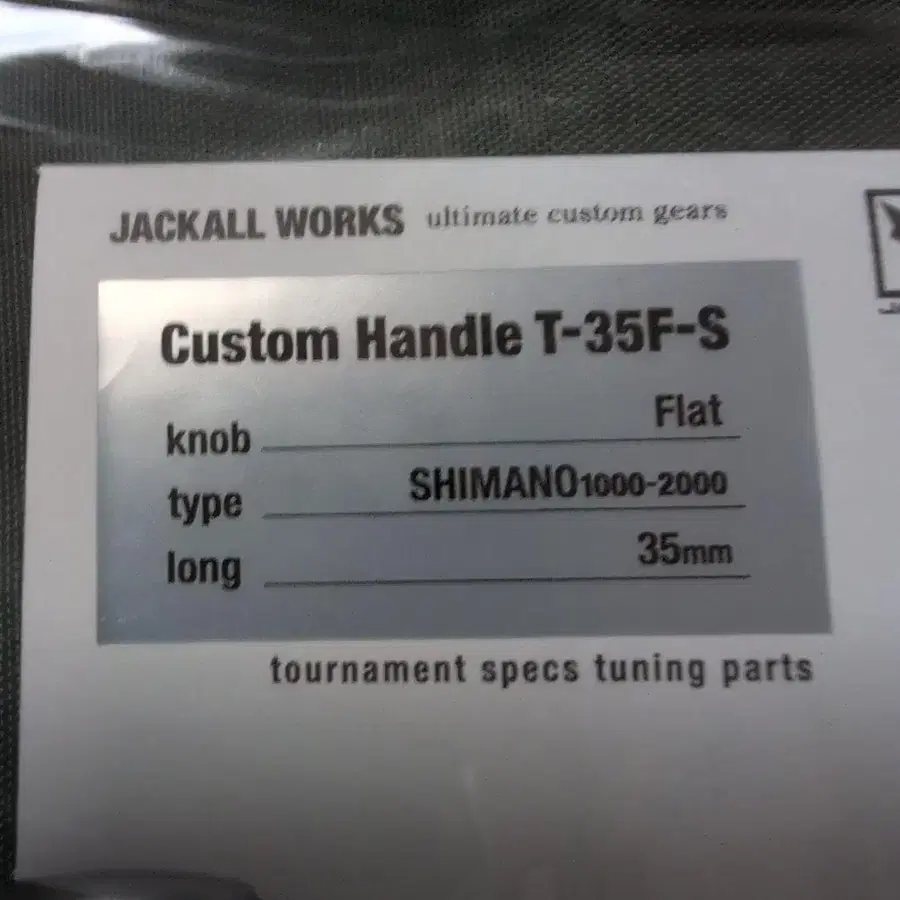 JACKALL WORKS ultimate custom gears
Custom Handle T-35F-S
knob Flat
type SHIMANO1000-2000
long 35mm
tournament specs tuning parts